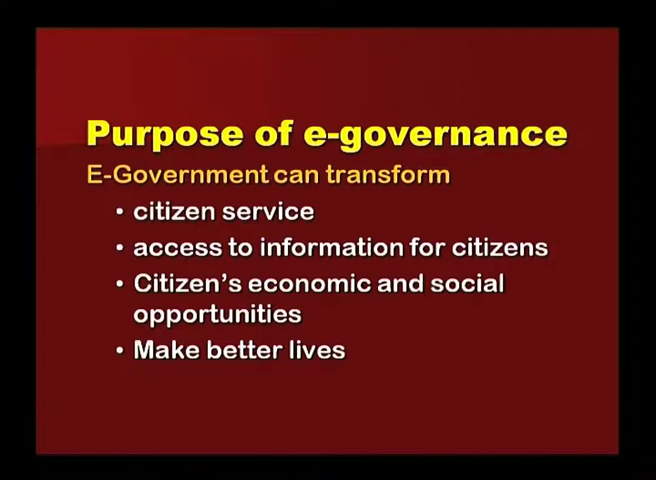 Purpose of e-governance
E-Government can transform
• citizen service
• access to information for citizens
• Citizen's economic and social
opportunities
• Make better lives